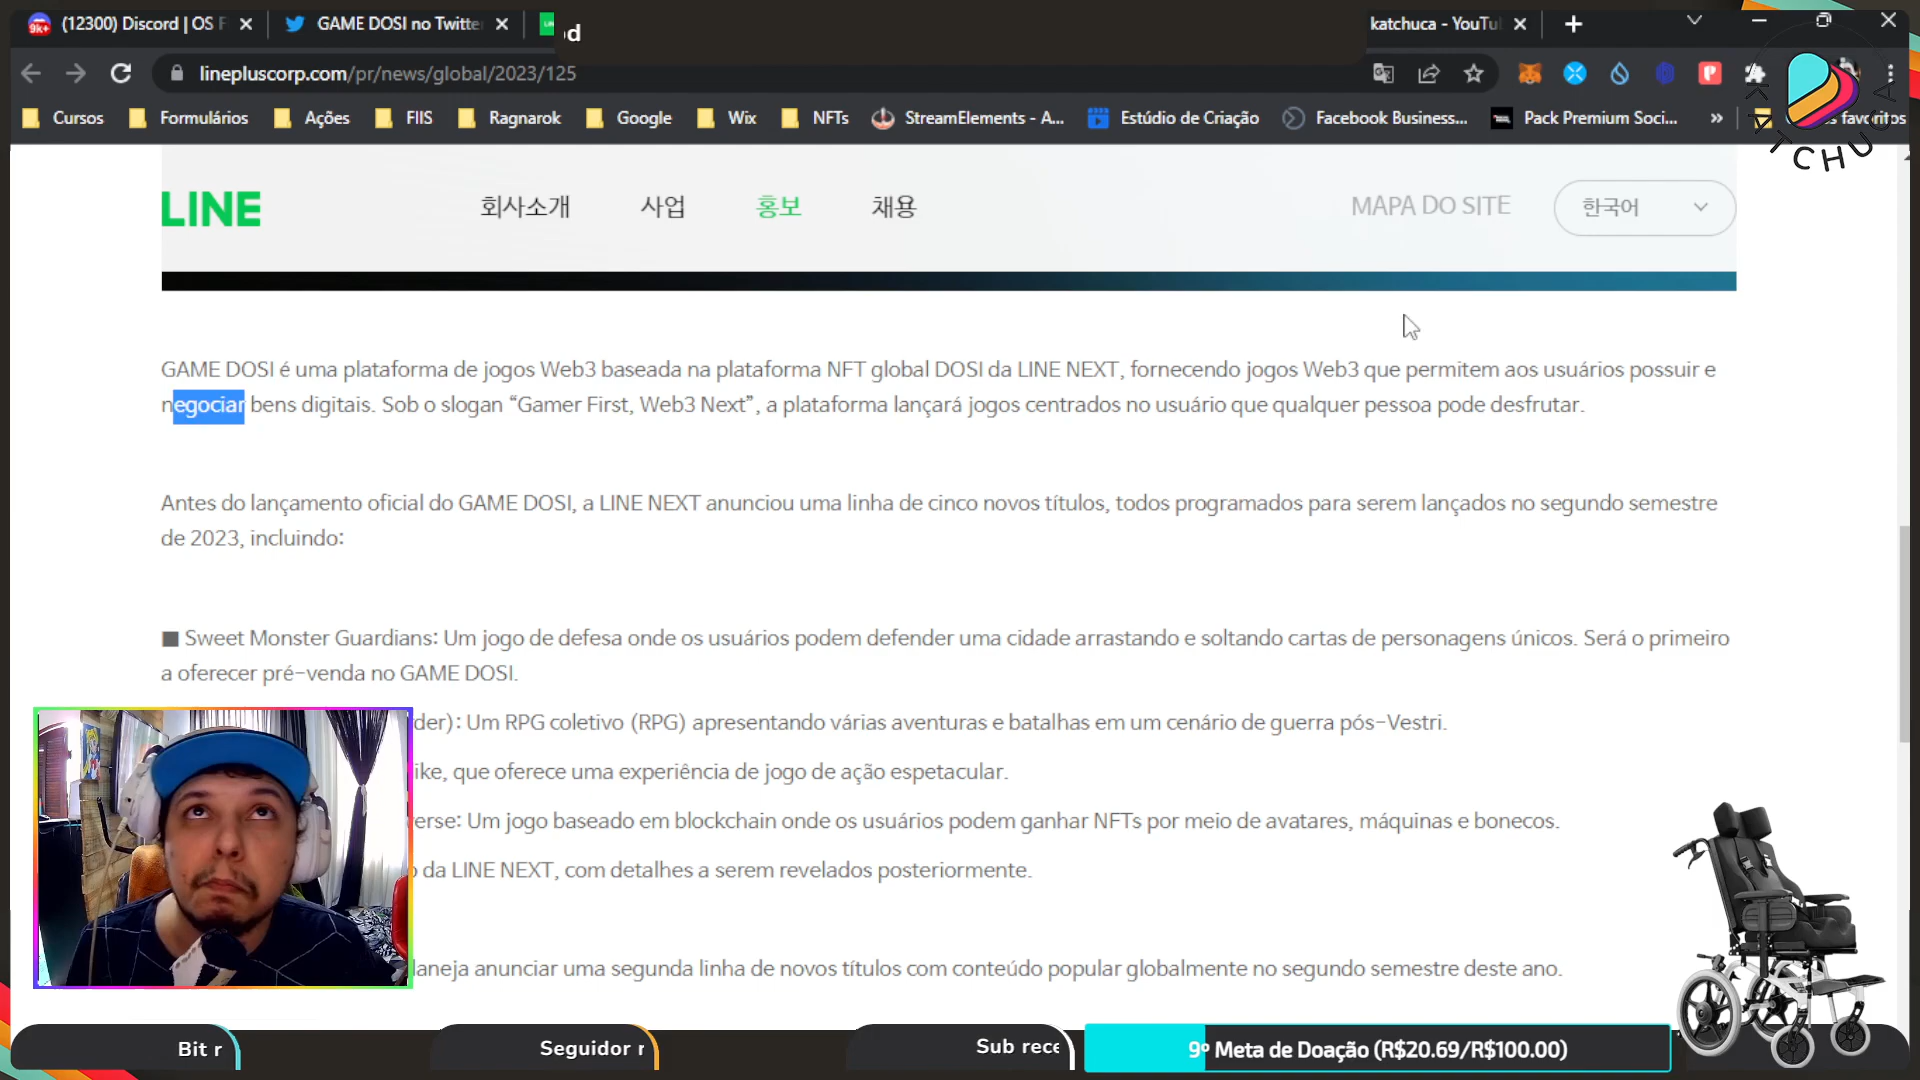 (12300) Discord | OS F
GAME DOSI no Twitte
od
katchuca - YouTu
linepluscorp.com/pr/news/global/2023/125
Cursos
Formulários
Ações
FIIS
Ragnarok
Google
Wix
NFTs
StreamElements - A...
Estúdio de Criação
Facebook Business...
Pack Premium Soci...
»
s favoritos
KATCHUCA
LINE
회사소개
사업
홍보
채용
MAPA DO SITE
한국어
GAME DOSI é uma plataforma de jogos Web3 baseada na plataforma NFT global DOSI da LINE NEXT, fornecendo jogos Web3 que permitem aos usuários possuir e
negociar bens digitais. Sob o slogan “Gamer First, Web3 Next”, a plataforma lançará jogos centrados no usuário que qualquer pessoa pode desfrutar.
Antes do lançamento oficial do GAME DOSI, a LINE NEXT anunciou uma linha de cinco novos títulos, todos programados para serem lançados no segundo semestre
de 2023, incluindo:
■ Sweet Monster Guardians: Um jogo de defesa onde os usuários podem defender uma cidade arrastando e soltando cartas de personagens únicos. Será o primeiro
a oferecer pré-venda no GAME DOSI.
der): Um RPG coletivo (RPG) apresentando várias aventuras e batalhas em um cenário de guerra pós-Vestri.
ike, que oferece uma experiência de jogo de ação espetacular.
erse: Um jogo baseado em blockchain onde os usuários podem ganhar NFTs por meio de avatares, máquinas e bonecos.
o da LINE NEXT, com detalhes a serem revelados posteriormente.
laneja anunciar uma segunda linha de novos títulos com conteúdo popular globalmente no segundo semestre deste ano.
Bit r
Seguidor r
Sub rece
9º Meta de Doação (R$20.69/R$100.00)